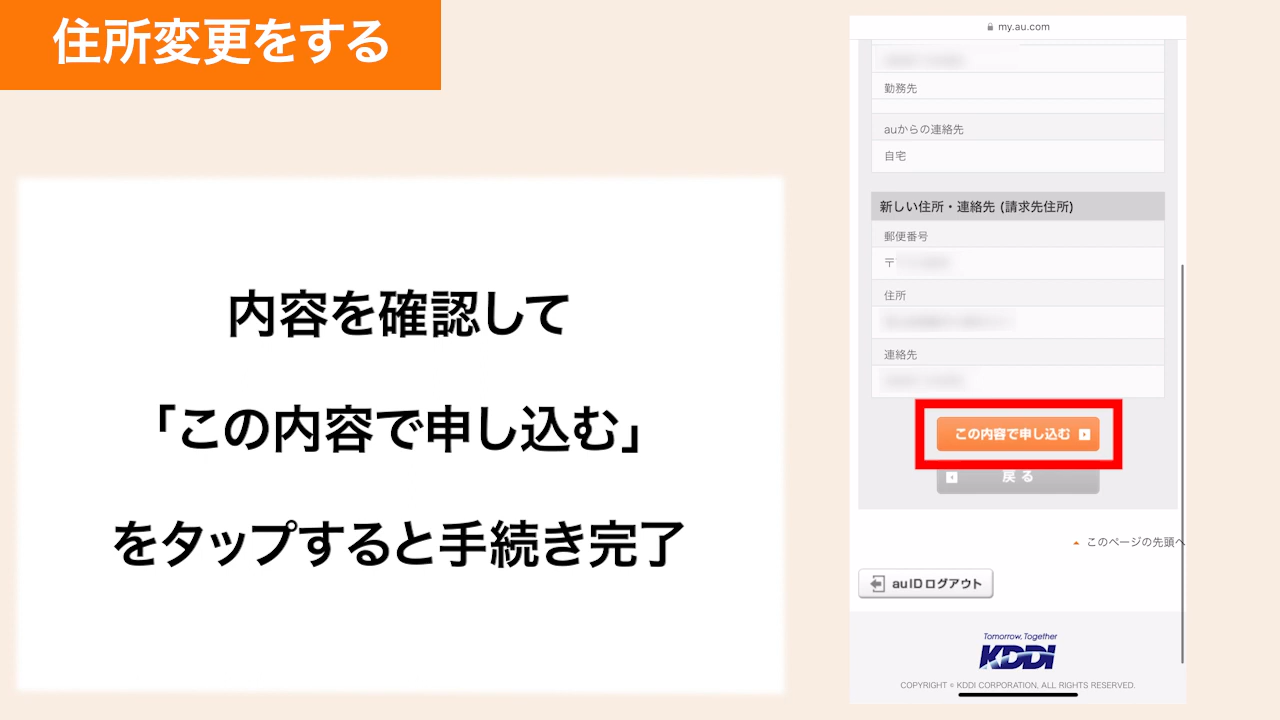 住所変更をする
内容を確認して
「この内容で申し込む」
をタップすると手続き完了
my.au.com
勤務先
auからの連絡先
自宅
新しい住所・連絡先 (請求先住所)
郵便番号
〒
住所
連絡先
この内容で申し込む
戻る
このページの先頭へ
auIDログアウト
Tomorrow, Together
KDDI
COPYRIGHT © KDDI CORPORATION, ALL RIGHTS RESERVED.